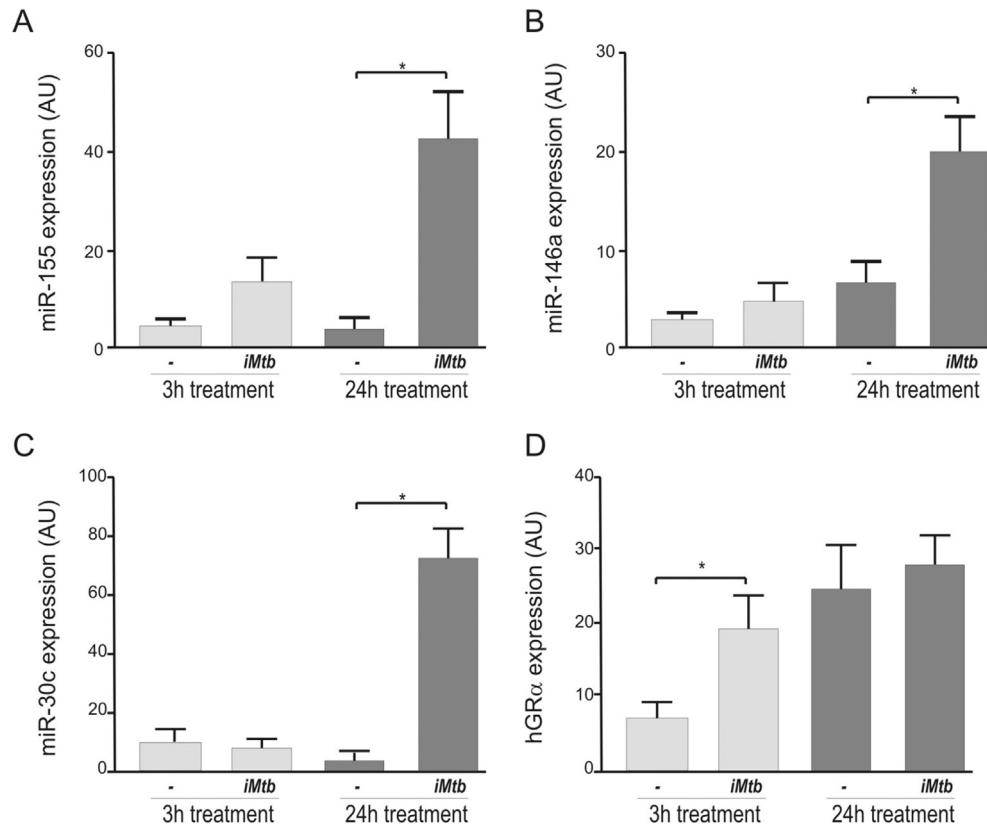 A
miR-155 expression (AU)
60
40
20
0
*
- iMtb - iMtb
3h treatment 24h treatment
B
miR-146a expression (AU)
30
20
10
0
*
- iMtb - iMtb
3h treatment 24h treatment
C
miR-30c expression (AU)
100
80
60
40
20
0
*
- iMtb - iMtb
3h treatment 24h treatment
D
hGRα expression (AU)
40
30
20
10
0
*
- iMtb - iMtb
3h treatment 24h treatment